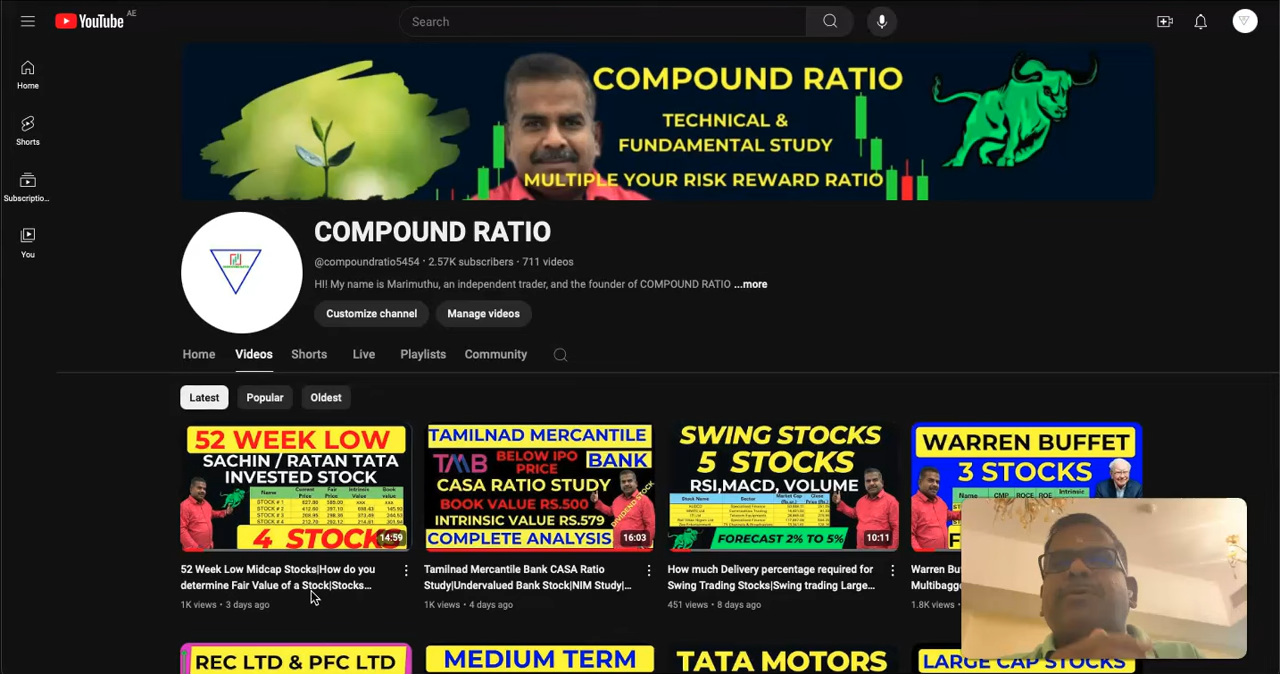 YouTube AE
Search
Home
Shorts
Subscriptio...
You
COMPOUND RATIO
TECHNICAL &
FUNDAMENTAL STUDY
MULTIPLE YOUR RISK REWARD RATIO
COMPOUND RATIO
@compoundratio5454 · 2.57K subscribers · 711 videos
HI! My name is Marimuthu, an independent trader, and the founder of COMPOUND RATIO ...more
Customize channel
Manage videos
Home
Videos
Shorts
Live
Playlists
Community
Latest
Popular
Oldest
52 WEEK LOW
SACHIN / RATAN TATA
INVESTED STOCK
4 STOCKS
14:59
52 Week Low Midcap Stocks|How do you
determine Fair Value of a Stock|Stocks...
1K views · 3 days ago
TAMILNAD MERCANTILE
TMB
BELOW IPO
PRICE
BANK
CASA RATIO STUDY
BOOK VALUE RS.500
INTRINSIC VALUE RS.579
COMPLETE ANALYSIS
DIVIDEND STOCK
16:03
Tamilnad Mercantile Bank CASA Ratio
Study|Undervalued Bank Stock|NIM Study|...
1K views · 4 days ago
SWING STOCKS
5 STOCKS
RSI,MACD, VOLUME
FORECAST 2% TO 5%
10:11
How much Delivery percentage required for
Swing Trading Stocks|Swing trading Large...
451 views · 8 days ago
WARREN BUFFET
3 STOCKS
Name CMP ROCE ROE Intrinsic
Warren Bu
Multibagg
1.8K views ·
REC LTD & PFC LTD
MEDIUM TERM
TATA MOTORS
LARGE CAP STOCKS